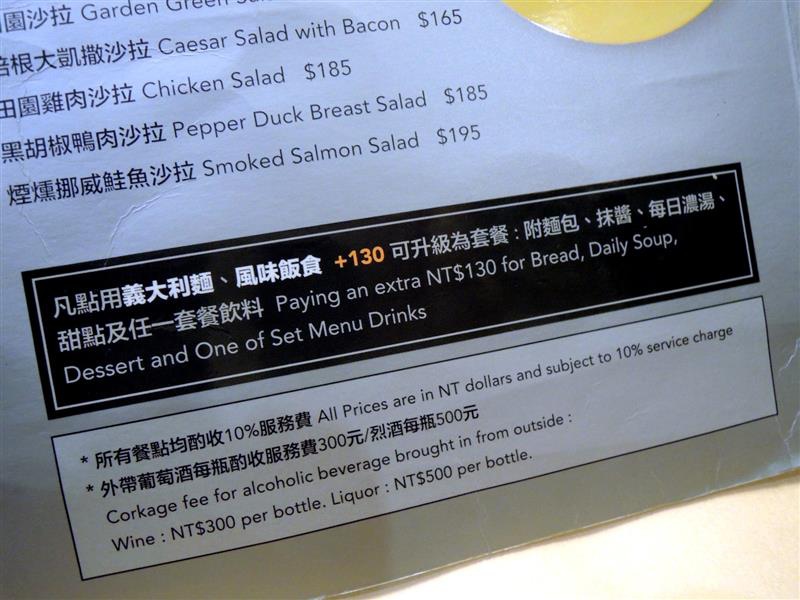 園沙拉 Garden Green
培根大凱撒沙拉 Caesar Salad with Bacon $165
田園雞肉沙拉 Chicken Salad $185
黑胡椒鴨肉沙拉 Pepper Duck Breast Salad $185
煙燻挪威鮭魚沙拉 Smoked Salmon Salad $195
凡點用義大利麵、風味飯食 +130 可升級為套餐：附麵包、抹醬、每日濃湯、
甜點及任一套餐飲料 Paying an extra NT$130 for Bread, Daily Soup,
Dessert and One of Set Menu Drinks
* 所有餐點均酌收10%服務費 All Prices are in NT dollars and subject to 10% service charge
* 外帶葡萄酒每瓶酌收服務費300元/烈酒每瓶500元
Corkage fee for alcoholic beverage brought in from outside :
Wine : NT$300 per bottle. Liquor : NT$500 per bottle.